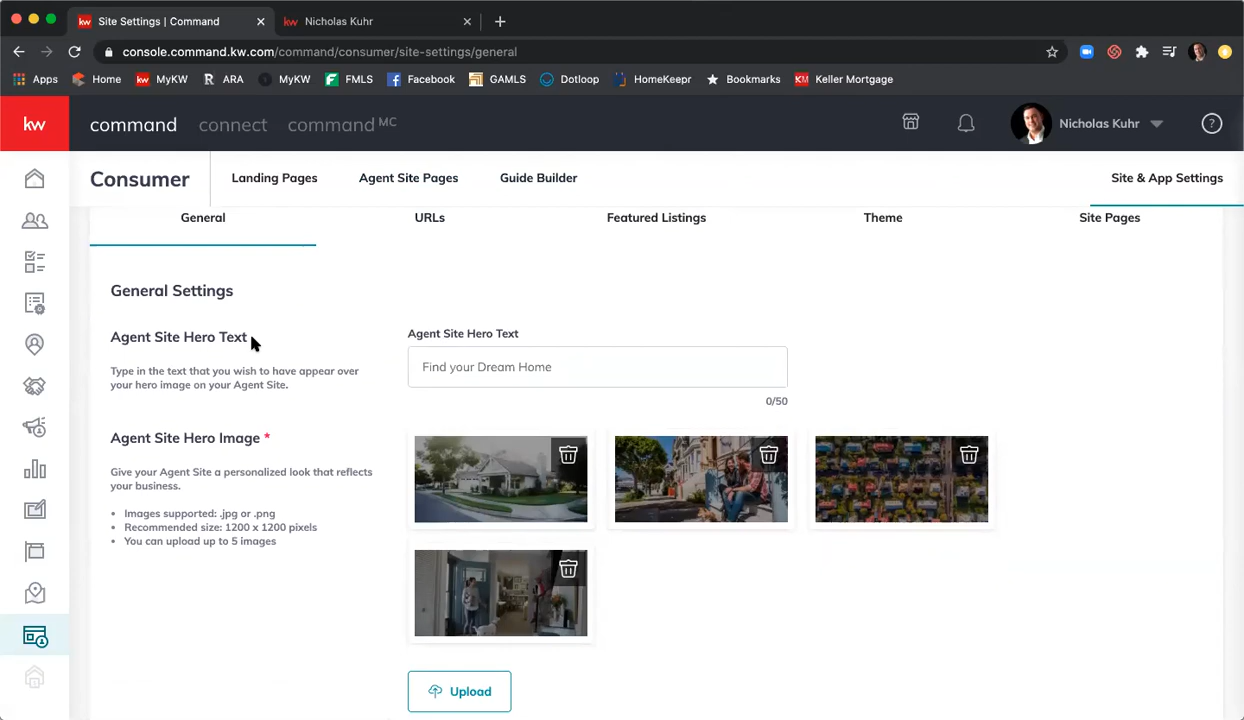 kw Site Settings | Command
kw Nicholas Kuhr
console.command.kw.com/command/consumer/site-settings/general
Apps Home kw MyKW R ARA MyKW FMLS Facebook GAMLS Dotloop HomeKeepr Bookmarks KM Keller Mortgage
kw command connect command MC Nicholas Kuhr ?
Consumer Landing Pages Agent Site Pages Guide Builder Site & App Settings
General URLs Featured Listings Theme Site Pages
General Settings
Agent Site Hero Text
Type in the text that you wish to have appear over
your hero image on your Agent Site.
Agent Site Hero Text
Find your Dream Home
0/50
Agent Site Hero Image *
Give your Agent Site a personalized look that reflects
your business.
• Images supported: .jpg or .png
• Recommended size: 1200 x 1200 pixels
• You can upload up to 5 images
Upload